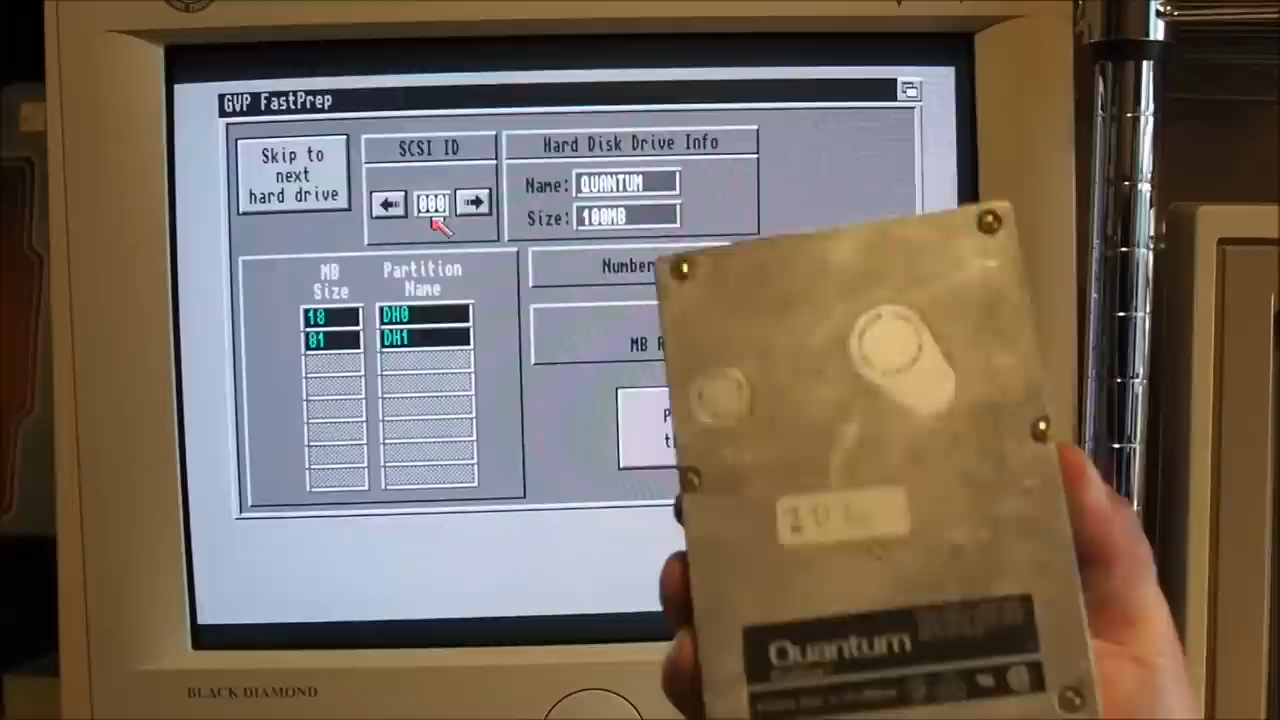 GVP FastPrep
Skip to
next
hard drive
SCSI ID
000
Hard Disk Drive Info
Name: QUANTUM
Size: 100MB
MB
Size
Partition
Name
18
DH0
81
DH1
Number
MB
Quantum
BLACK DIAMOND